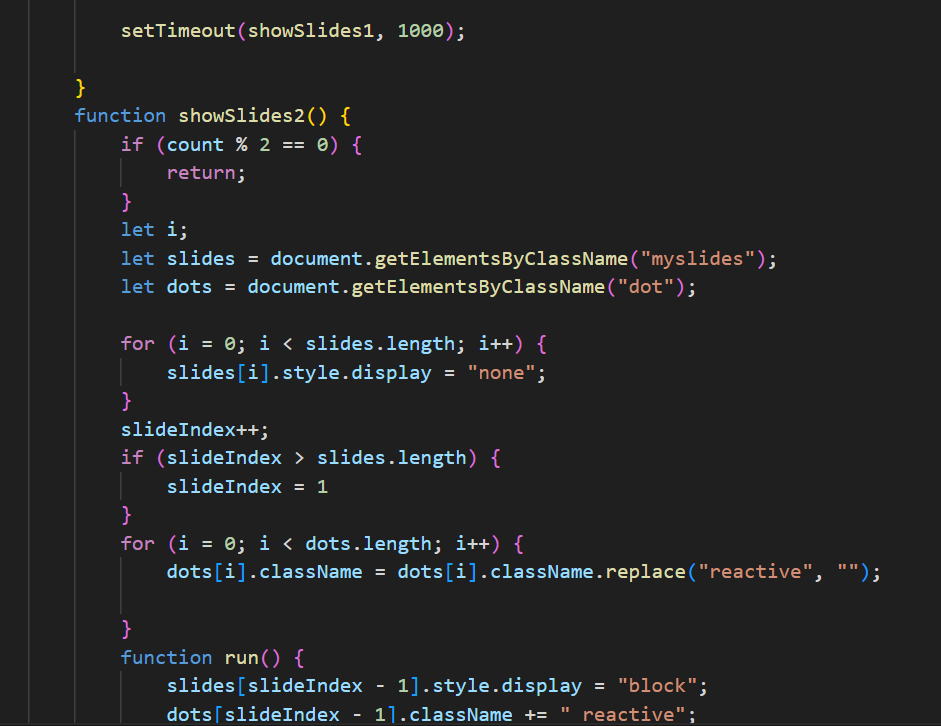 setTimeout(showSlides1, 1000);
}
function showSlides2() {
if (count % 2 == 0) {
return;
}
let i;
let slides = document.getElementsByClassName("myslides");
let dots = document.getElementsByClassName("dot");
for (i = 0; i < slides.length; i++) {
slides[i].style.display = "none";
}
slideIndex++;
if (slideIndex > slides.length) {
slideIndex = 1
}
for (i = 0; i < dots.length; i++) {
dots[i].className = dots[i].className.replace("reactive", "");
}
function run() {
slides[slideIndex - 1].style.display = "block";
dots[slideIndex - 1].className += " reactive";